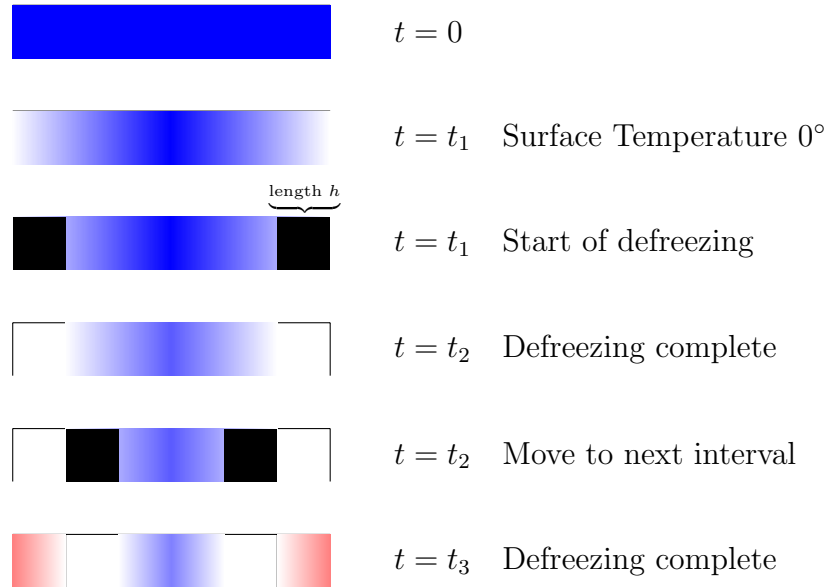 t = 0
t = t₁ Surface Temperature 0°
length h
t = t₁ Start of defreezing
t = t₂ Defreezing complete
t = t₂ Move to next interval
t = t₃ Defreezing complete